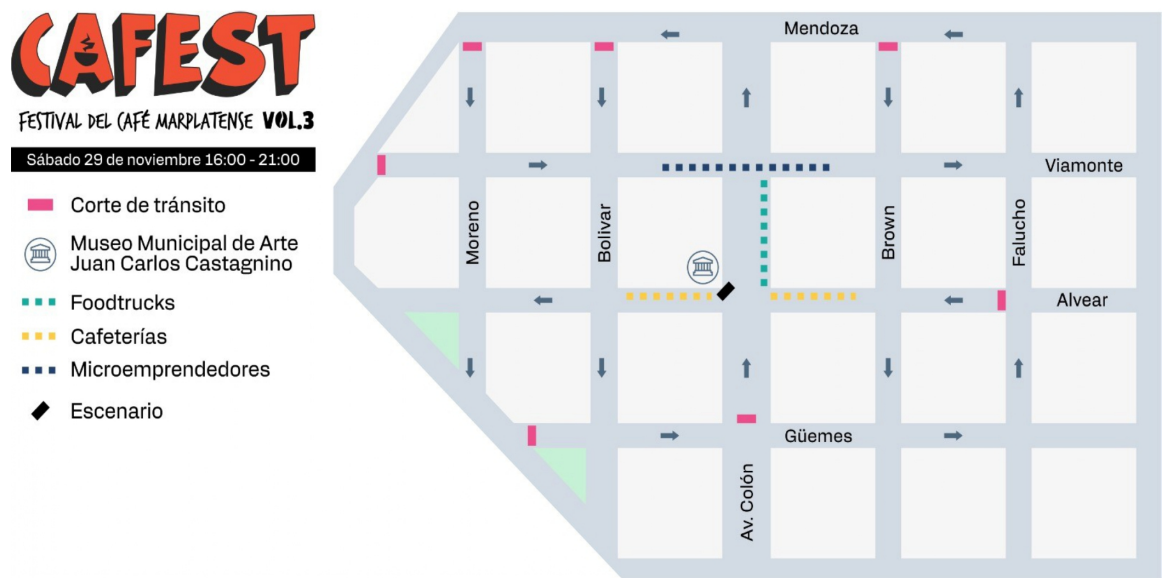 CAFEST
FESTIVAL DEL CAFÉ MARPLATENSE VOL.3
Sábado 29 de noviembre 16:00 - 21:00
Corte de tránsito
Museo Municipal de Arte
Juan Carlos Castagnino
Foodtrucks
Cafeterías
Microemprendedores
Escenario
Mendoza
Viamonte
Moreno
Bolivar
Brown
Falucho
Alvear
Güemes
Av. Colón